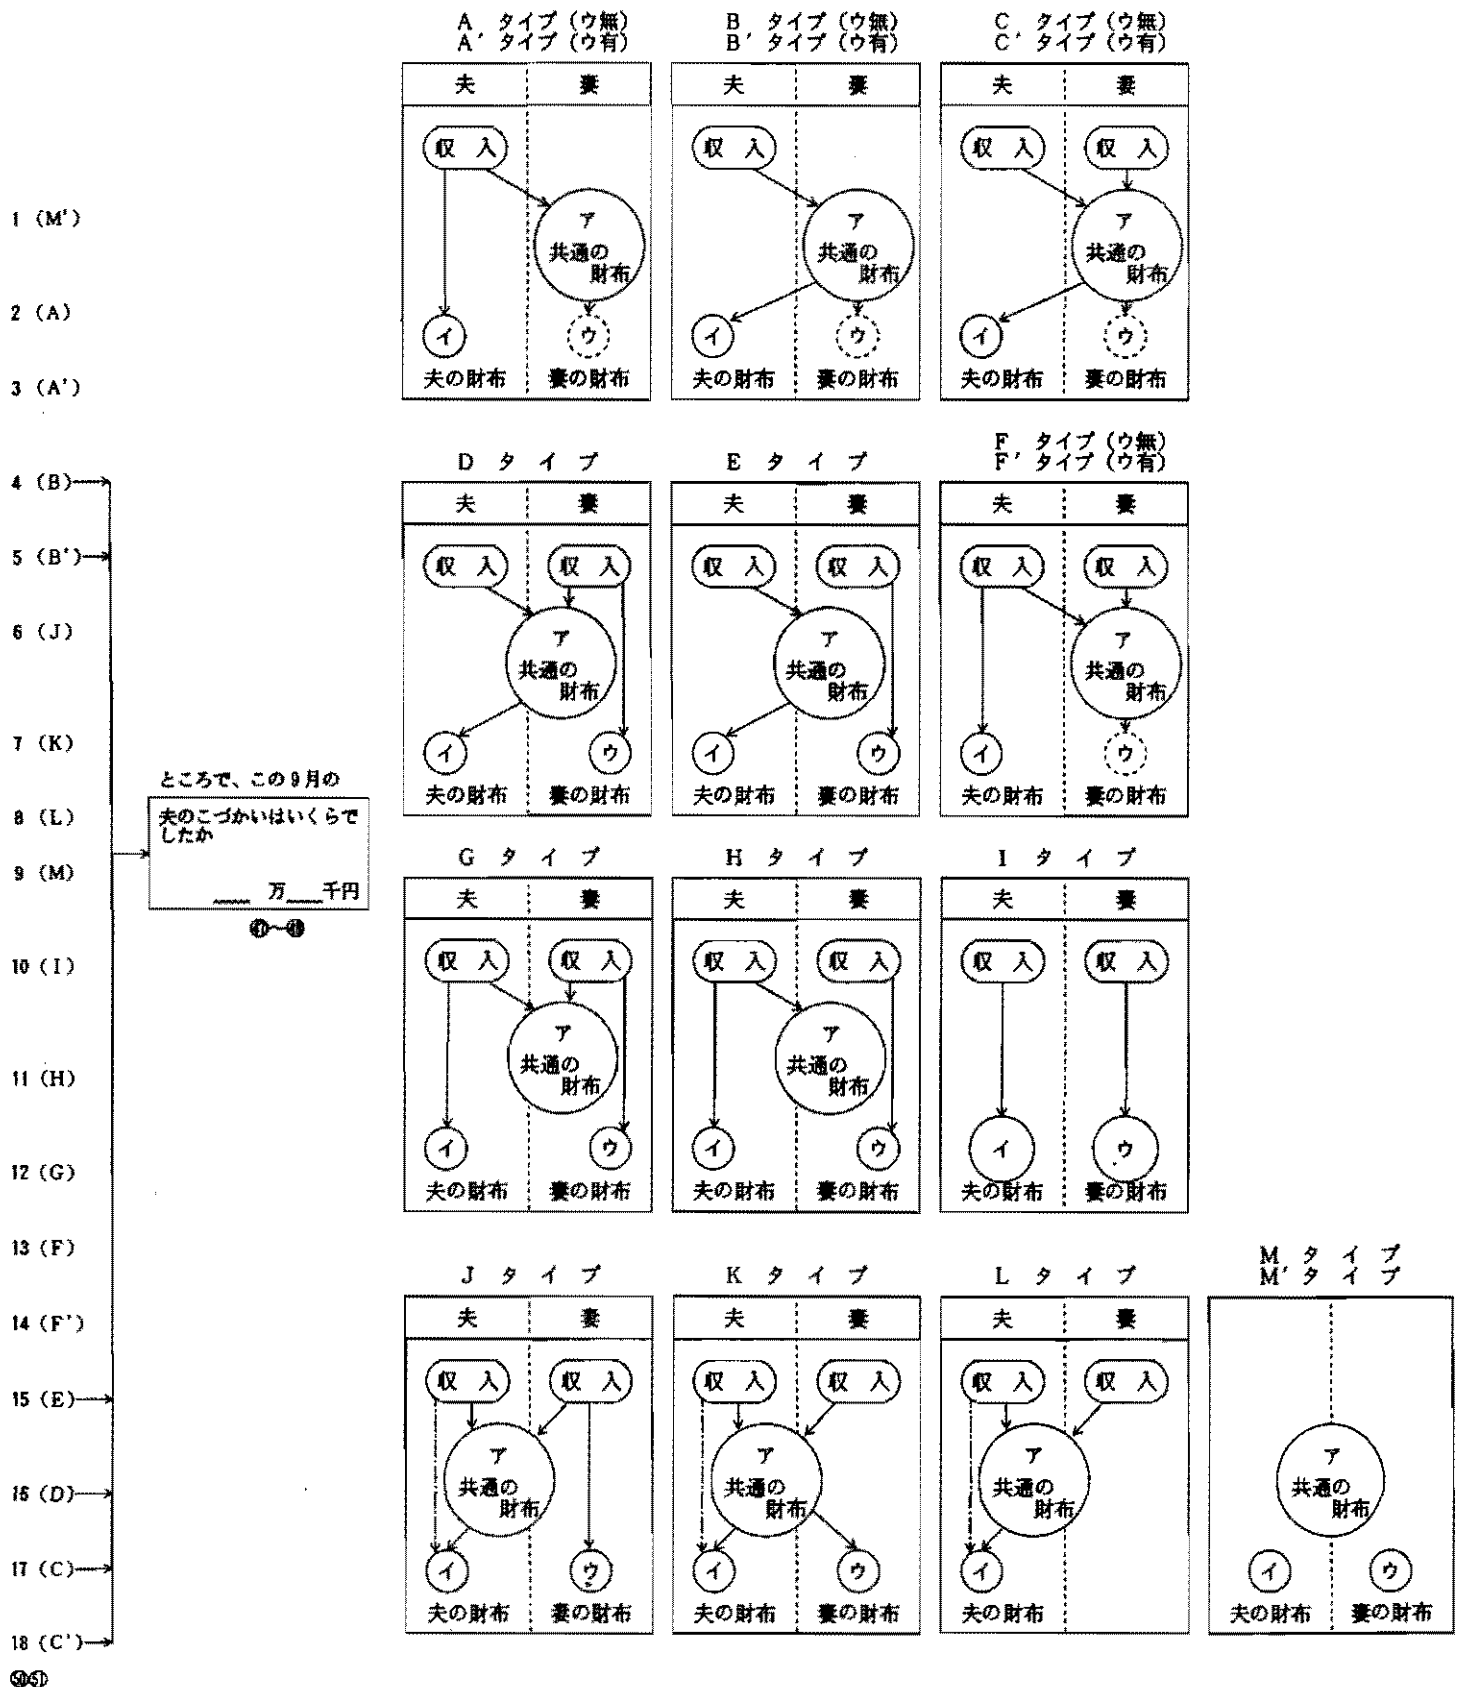 A タイプ (ウ無)
A' タイプ (ウ有)
夫 妻
収 入
ア
共通の
財布
イ ウ
夫の財布 妻の財布
B タイプ (ウ無)
B' タイプ (ウ有)
夫 妻
収 入
ア
共通の
財布
イ ウ
夫の財布 妻の財布
C タイプ (ウ無)
C' タイプ (ウ有)
夫 妻
収 入 収 入
ア
共通の
財布
イ ウ
夫の財布 妻の財布
1 (M')
2 (A)
3 (A')
4 (B)
5 (B')
6 (J)
7 (K)
8 (L)
9 (M)
10 (I)
11 (H)
12 (G)
13 (F)
14 (F')
15 (E)
16 (D)
17 (C)
18 (C')
㊿51
ところで、この9月の
夫のこづかいはいくらで
したか
万 千円
D タイプ
夫 妻
収 入 収 入
ア
共通の
財布
イ ウ
夫の財布 妻の財布
E タイプ
夫 妻
収 入 収 入
ア
共通の
財布
イ ウ
夫の財布 妻の財布
F タイプ (ウ無)
F' タイプ (ウ有)
夫 妻
収 入 収 入
ア
共通の
財布
イ ウ
夫の財布 妻の財布
G タイプ
夫 妻
収 入 収 入
ア
共通の
財布
イ ウ
夫の財布 妻の財布
H タイプ
夫 妻
収 入 収 入
ア
共通の
財布
イ ウ
夫の財布 妻の財布
I タイプ
夫 妻
収 入 収 入
イ ウ
夫の財布 妻の財布
J タイプ
夫 妻
収 入 収 入
ア
共通の
財布
イ ウ
夫の財布 妻の財布
K タイプ
夫 妻
収 入 収 入
ア
共通の
財布
イ ウ
夫の財布 妻の財布
L タイプ
夫 妻
収 入 収 入
ア
共通の
財布
イ
夫の財布
M タイプ
M' タイプ
ア
共通の
財布
イ ウ
夫の財布 妻の財布